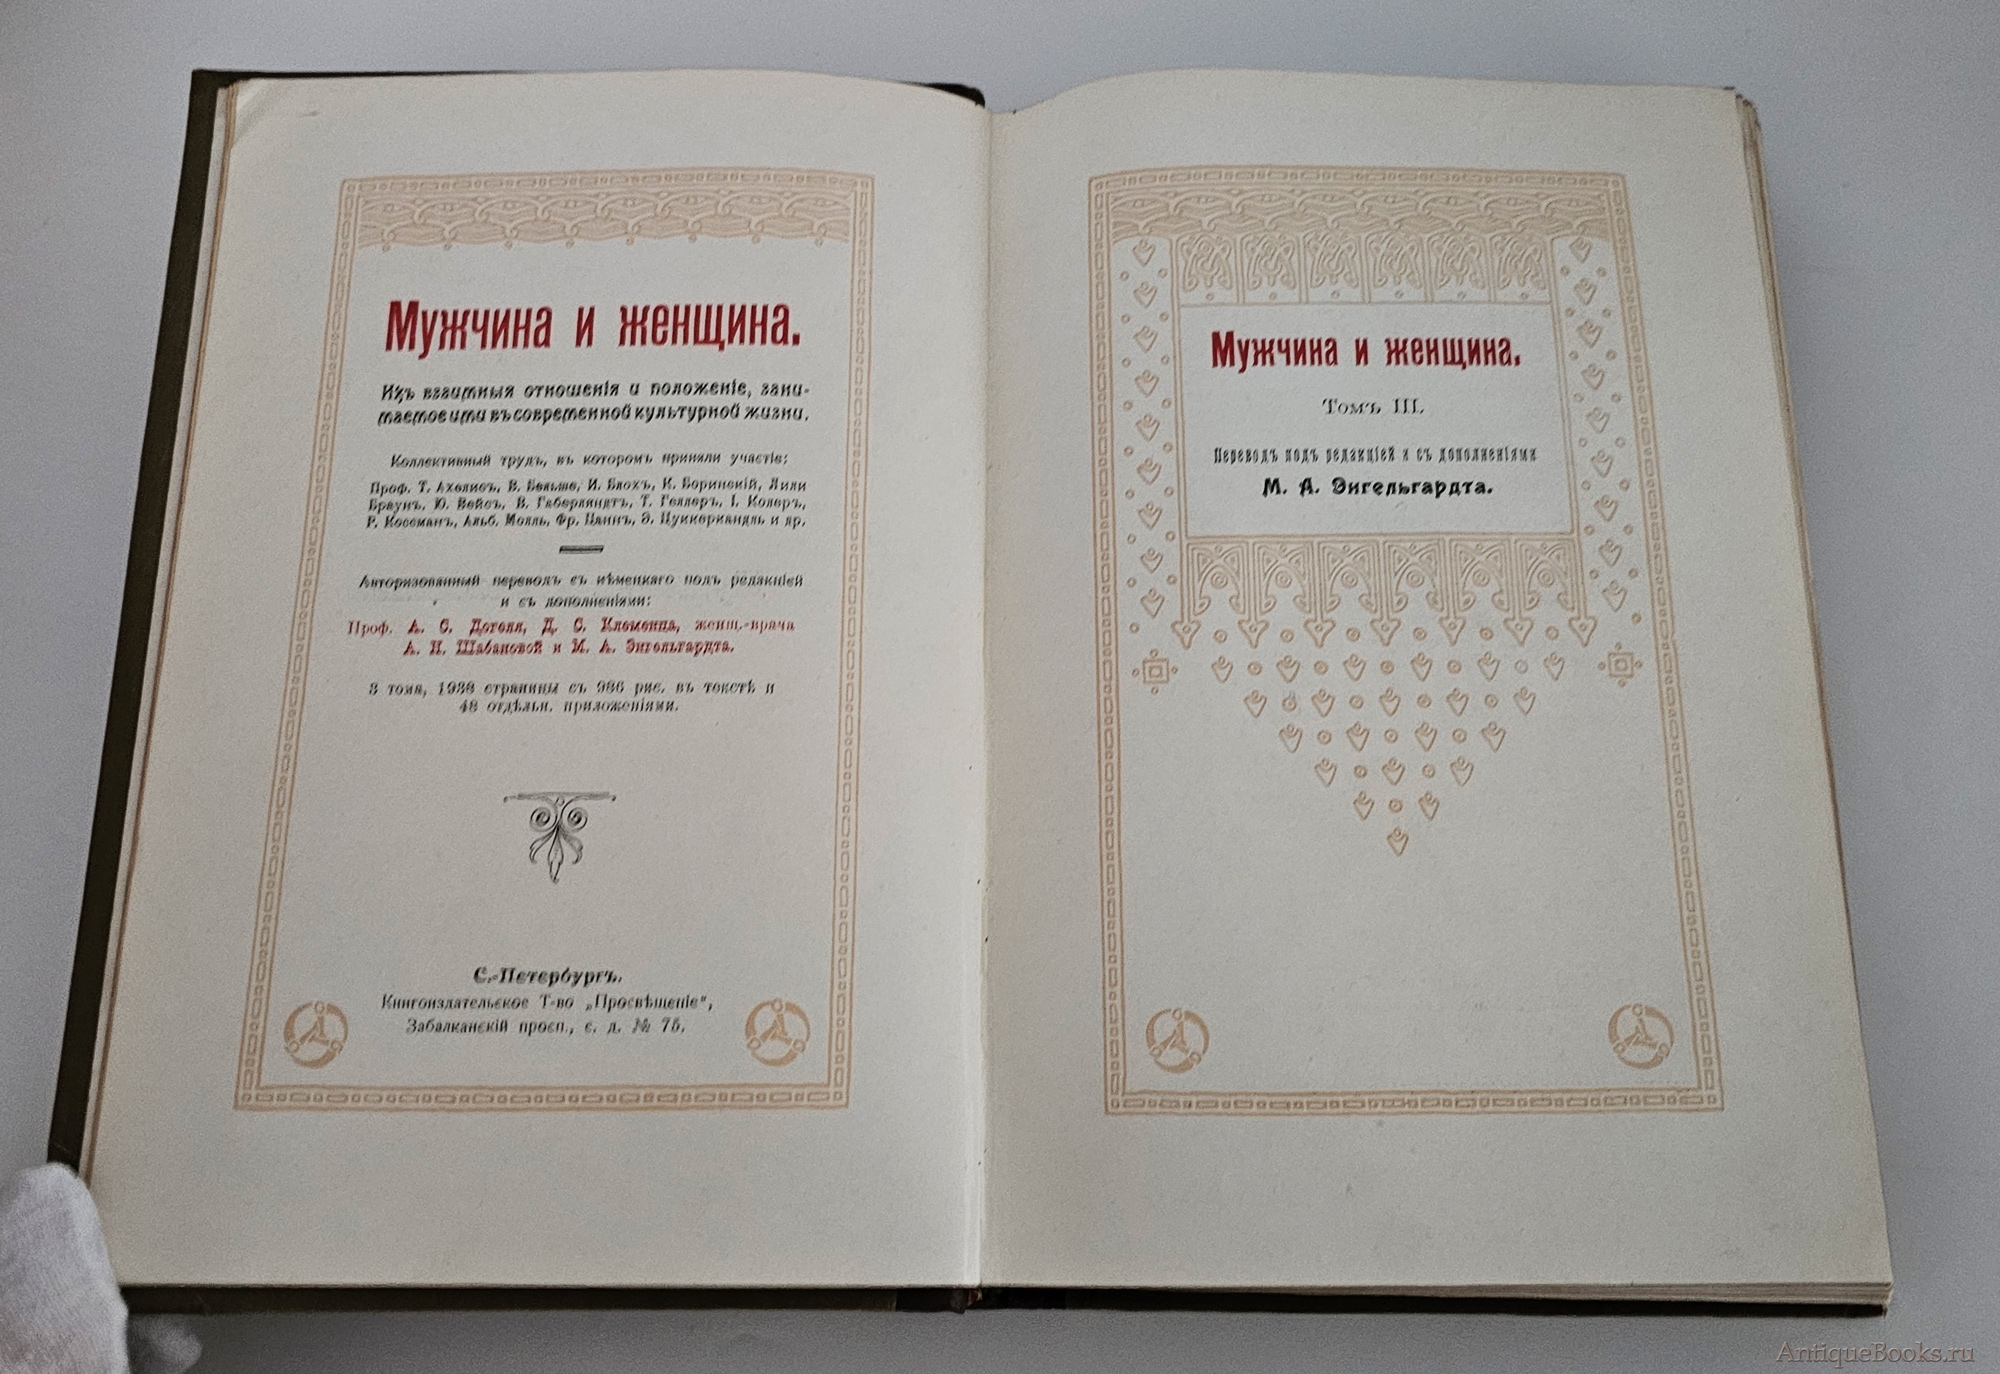 Мужчина и женщина.
Ихъ взаимныя отношенія и положеніе, зани-
маемое ими въ современной культурной жизни.
Коллективный трудъ, въ которомъ приняли участіе:
Проф. Т. Ахелисъ, В. Бельше, И. Блохъ, К. Боринскій, Лили
Браунъ, Ю. Вейсъ, В. Габерляндтъ, Т. Геллеръ, І. Колеръ,
Р. Коссманъ, Альб. Молль, Фр. Цаннъ, Э. Цуккеркандль и др.
Авторизованный переводъ съ нѣмецкаго подъ редакціей
и съ дополненіями:
Проф. А. С. Догеля, Д. С. Клеменца, женщ.-врача
А. Н. Шабановой и М. А. Энгельгардта.
3 тома, 1938 страницы съ 986 рис. въ текстѣ и
48 отдѣльн. приложеніями.
С.-Петербургъ.
Книгоиздательское Т-во „Просвѣщеніе",
Забалканскій просп., с. д. № 75.
Мужчина и женщина.
Томъ III.
Переводъ подъ редакціей и съ дополненіями
М. А. Энгельгардта.
AntiqueBooks.ru